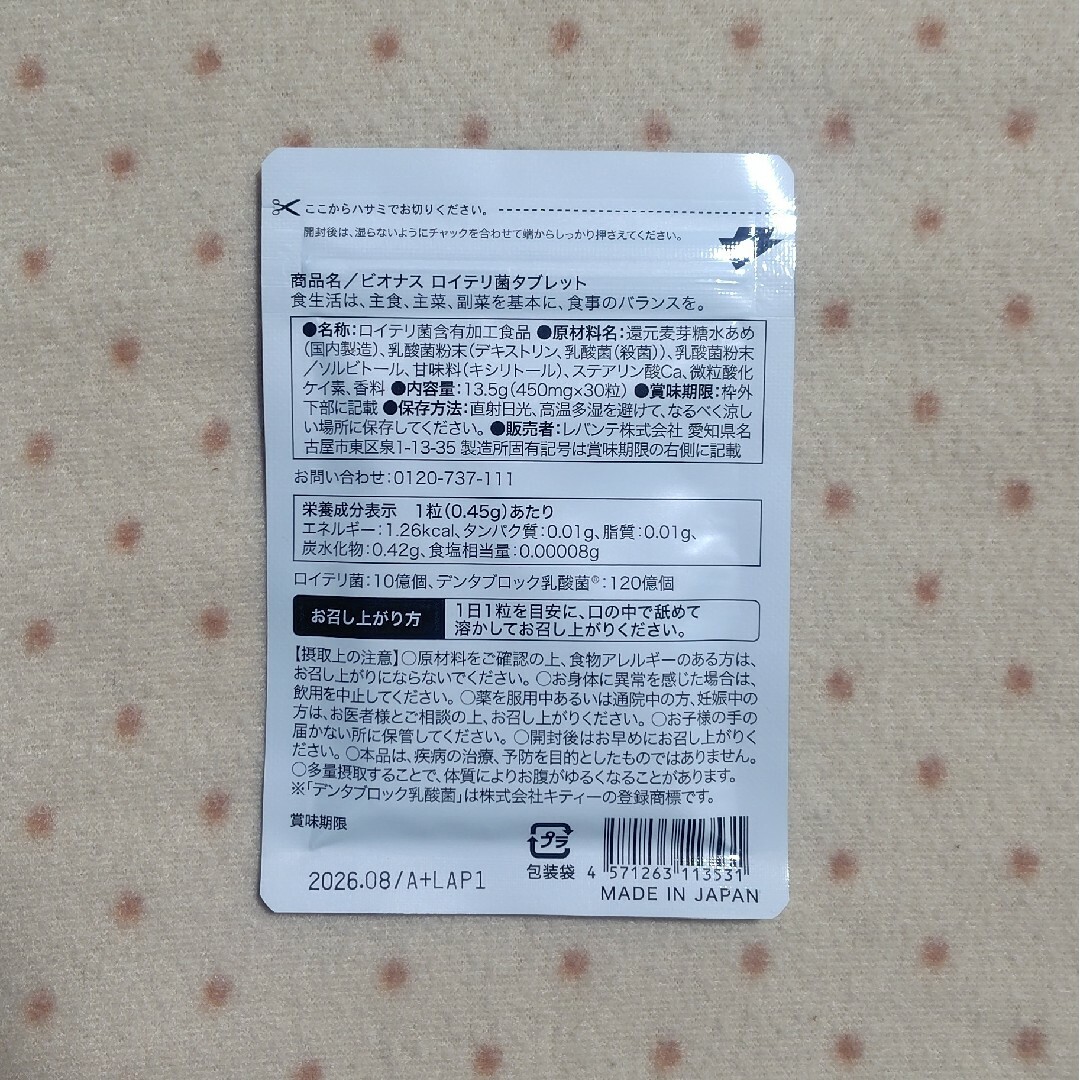 ここからハサミでお切りください。
開封後は、湿らないようにチャックを合わせて端からしっかり押さえてください。
商品名／ビオナス ロイテリ菌タブレット
食生活は、主食、主菜、副菜を基本に、食事のバランスを。
●名称：ロイテリ菌含有加工食品 ●原材料名：還元麦芽糖水あめ
（国内製造）、乳酸菌粉末（デキストリン、乳酸菌（殺菌））、乳酸菌粉末
／ソルビトール、甘味料（キシリトール）、ステアリン酸Ca、微粒酸化
ケイ素、香料 ●内容量：13.5g（450mg×30粒） ●賞味期限：枠外
下部に記載 ●保存方法：直射日光、高温多湿を避けて、なるべく涼し
い場所に保存してください。 ●販売者：レバンテ株式会社 愛知県名
古屋市東区泉1-13-35 製造所固有記号は賞味期限の右側に記載
お問い合わせ：0120-737-111
栄養成分表示 1粒（0.45g）あたり
エネルギー：1.26kcal、タンパク質：0.01g、脂質：0.01g、
炭水化物：0.42g、食塩相当量：0.00008g
ロイテリ菌：10億個、デンタブロック乳酸菌®：120億個
お召し上がり方
1日1粒を目安に、口の中で舐めて
溶かしてお召し上がりください。
【摂取上の注意】○原材料をご確認の上、食物アレルギーのある方は、
お召し上がりにならないでください。○お身体に異常を感じた場合は、
飲用を中止してください。○薬を服用中あるいは通院中の方、妊娠中の
方は、お医者様とご相談の上、お召し上がりください。○お子様の手の
届かない所に保管してください。○開封後はお早めにお召し上がりく
ださい。○本品は、疾病の治療、予防を目的としたものではありません。
○多量摂取することで、体質によりお腹がゆるくなることがあります。
※「デンタブロック乳酸菌」は株式会社キティーの登録商標です。
賞味期限
2026.08/A+LAP1
プラ
包装袋
4 571263 113531
MADE IN JAPAN